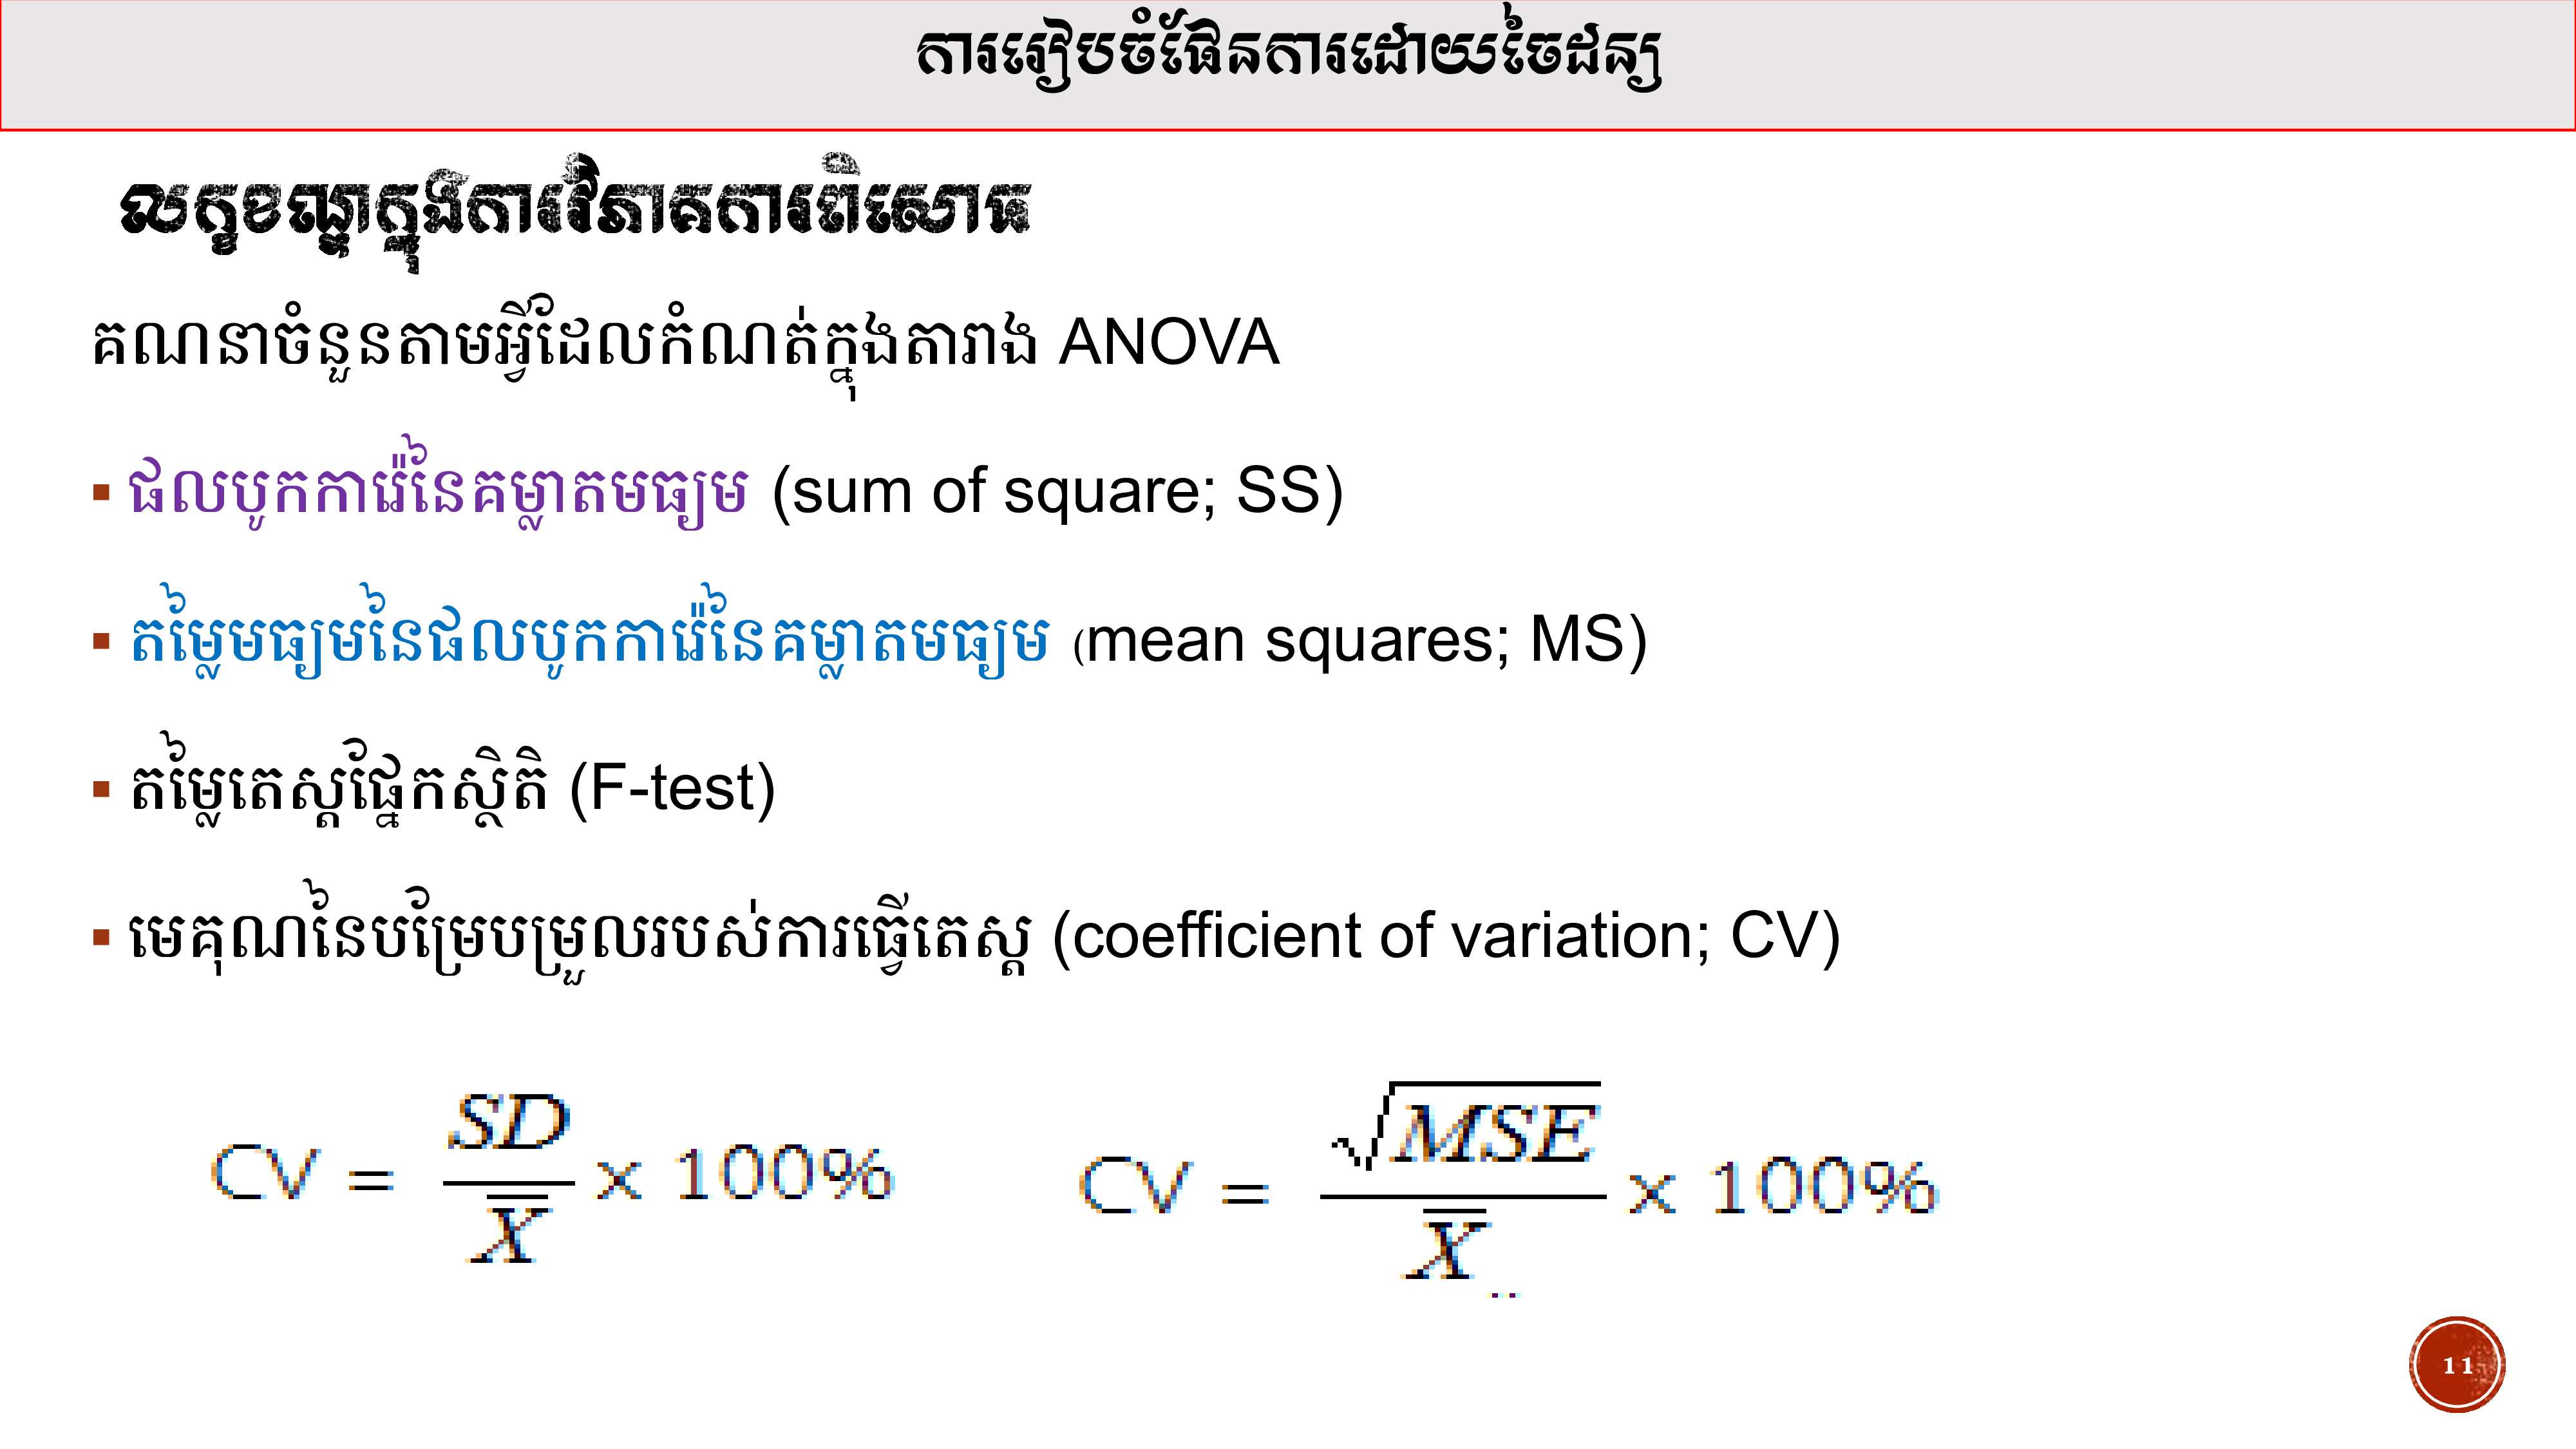 ការរៀបចំផែនការដោយចៃដន្យ
លក្ខខណ្ឌក្នុងការវិភាគការពិសោធ
គណនាចំនួនតាមអ្វីដែលកំណត់ក្នុងតារាង ANOVA
▪ ផលបូកការ៉េនៃគម្លាតមធ្យម (sum of square; SS)
▪ តម្លៃមធ្យមនៃផលបូកការ៉េនៃគម្លាតមធ្យម (mean squares; MS)
▪ តម្លៃតេស្តផ្នែកស្ថិតិ (F-test)
▪ មេគុណនៃបម្រែបម្រួលរបស់ការធ្វើតេស្ត (coefficient of variation; CV)
CV = \frac{SD}{\overline{X}} x 100%
CV = \frac{\sqrt{MSE}}{\overline{X}_{..}} x 100%
11